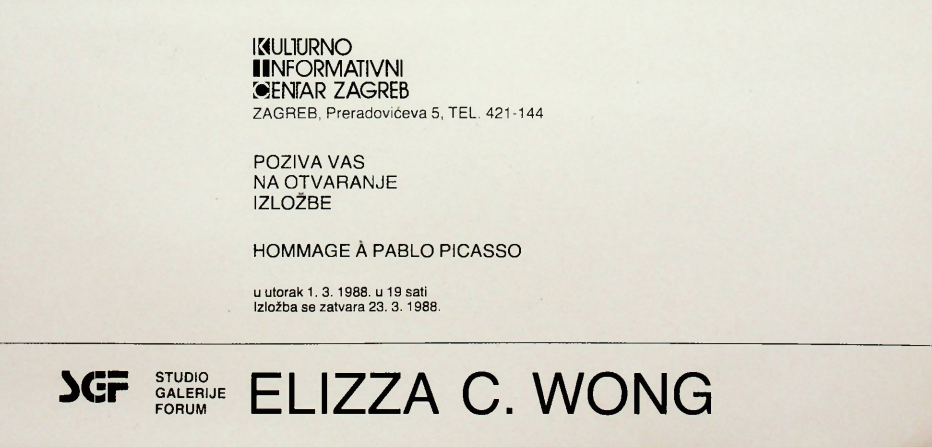 KULTURNO
INFORMATIVNI
CENTAR ZAGREB
ZAGREB, Preradovićeva 5, TEL. 421-144
POZIVA VAS
NA OTVARANJE
IZLOŽBE
HOMMAGE À PABLO PICASSO
u utorak 1. 3. 1988. u 19 sati
Izložba se zatvara 23. 3. 1988.
SGF
STUDIO
GALERIJE
FORUM
ELIZZA C. WONG